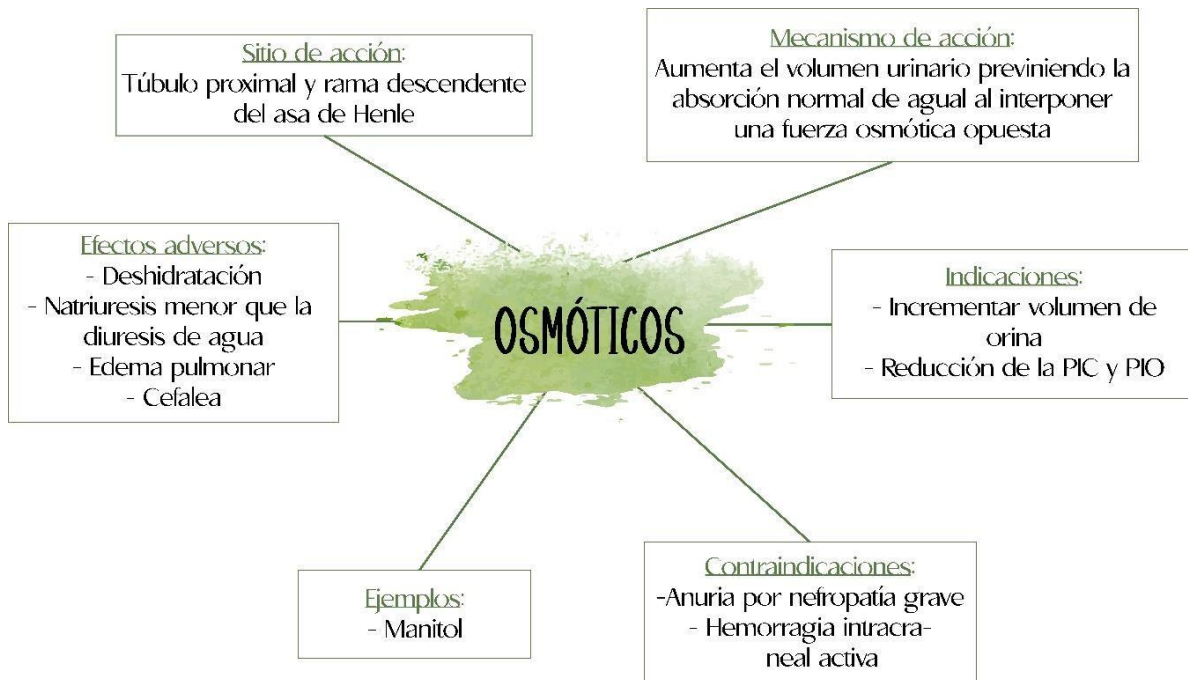 Sitio de acción:
Túbulo proximal y rama descendente
del asa de Henle
Mecanismo de acción:
Aumenta el volumen urinario previniendo la
absorción normal de agual al interponer
una fuerza osmótica opuesta
Efectos adversos:
- Deshidratación
- Natriuresis menor que la
diuresis de agua
- Edema pulmonar
- Cefalea
OSMÓTICOS
Indicaciones:
- Incrementar volumen de
orina
- Reducción de la PIC y PIO
Ejemplos:
- Manitol
Contraindicaciones:
-Anuria por nefropatía grave
- Hemorragia intracra-
neal activa